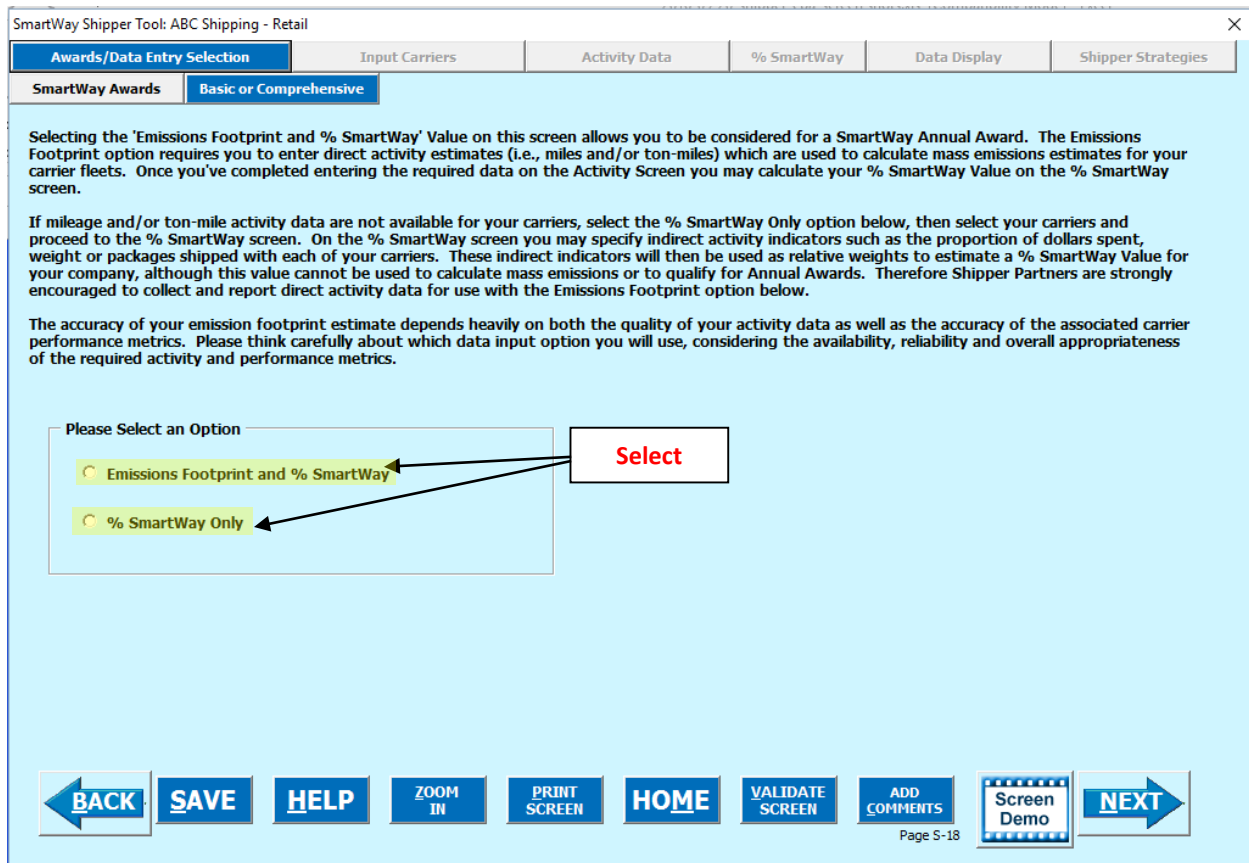 SmartWay Shipper Tool: ABC Shipping - Retail
Awards/Data Entry Selection Input Carriers Activity Data % SmartWay Data Display Shipper Strategies
SmartWay Awards Basic or Comprehensive
Selecting the 'Emissions Footprint and % SmartWay' Value on this screen allows you to be considered for a SmartWay Annual Award. The Emissions
Footprint option requires you to enter direct activity estimates (i.e., miles and/or ton-miles) which are used to calculate mass emissions estimates for your
carrier fleets. Once you've completed entering the required data on the Activity Screen you may calculate your % SmartWay Value on the % SmartWay
screen.
If mileage and/or ton-mile activity data are not available for your carriers, select the % SmartWay Only option below, then select your carriers and
proceed to the % SmartWay screen. On the % SmartWay screen you may specify indirect activity indicators such as the proportion of dollars spent,
weight or packages shipped with each of your carriers. These indirect indicators will then be used as relative weights to estimate a % SmartWay Value for
your company, although this value cannot be used to calculate mass emissions or to qualify for Annual Awards. Therefore Shipper Partners are strongly
encouraged to collect and report direct activity data for use with the Emissions Footprint option below.
The accuracy of your emission footprint estimate depends heavily on both the quality of your activity data as well as the accuracy of the associated carrier
performance metrics. Please think carefully about which data input option you will use, considering the availability, reliability and overall appropriateness
of the required activity and performance metrics.
Please Select an Option
Emissions Footprint and % SmartWay
% SmartWay Only
Select
BACK SAVE HELP ZOOM IN PRINT SCREEN HOME VALIDATE SCREEN ADD COMMENTS Screen Demo NEXT
Page S-18